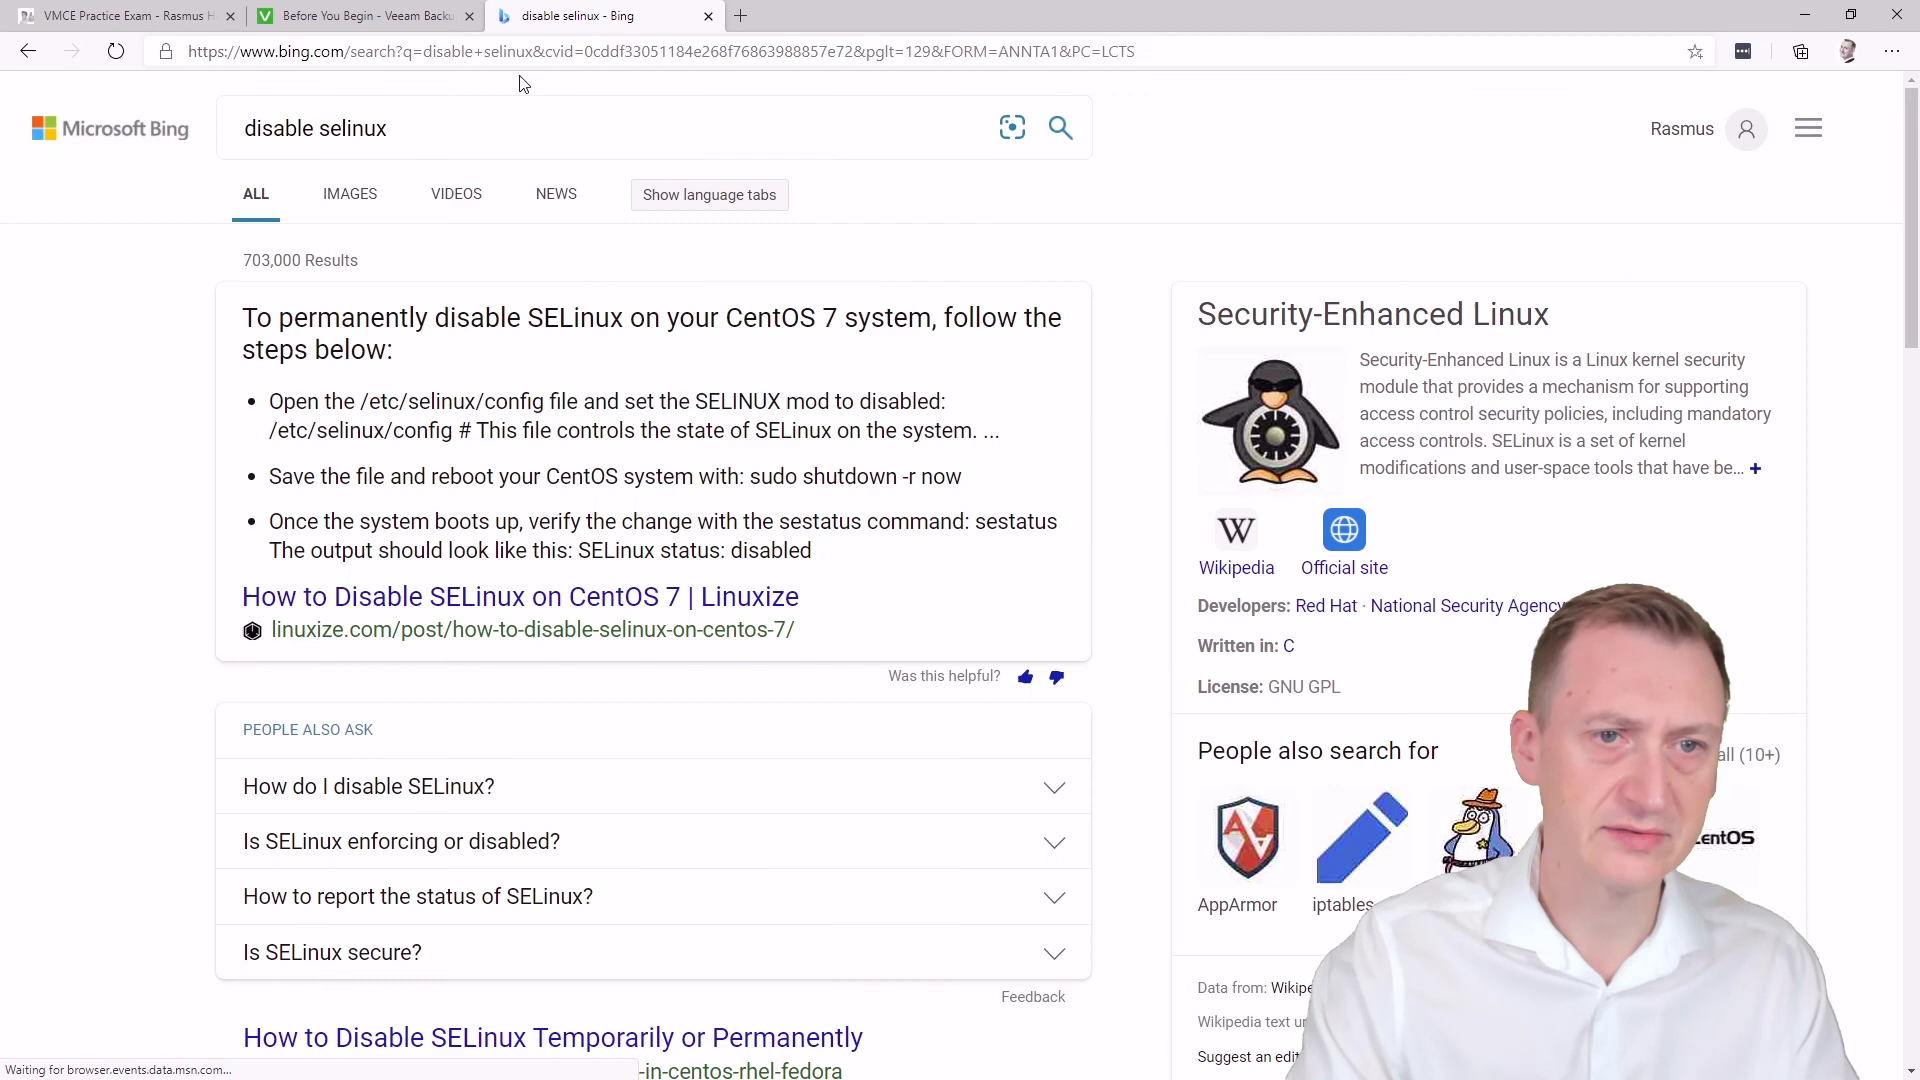 VMCE Practice Exam - Rasmus H
Before You Begin - Veeam Backu
disable selinux - Bing
https://www.bing.com/search?q=disable+selinux&cvid=0cddf33051184e268f76863988857e72&pglt=129&FORM=ANNTA1&PC=LCTS
Microsoft Bing
disable selinux
Rasmus
ALL IMAGES VIDEOS NEWS Show language tabs
703,000 Results
To permanently disable SELinux on your CentOS 7 system, follow the
steps below:
• Open the /etc/selinux/config file and set the SELINUX mod to disabled:
/etc/selinux/config # This file controls the state of SELinux on the system. ...
• Save the file and reboot your CentOS system with: sudo shutdown -r now
• Once the system boots up, verify the change with the sestatus command: sestatus
The output should look like this: SELinux status: disabled
How to Disable SELinux on CentOS 7 | Linuxize
linuxize.com/post/how-to-disable-selinux-on-centos-7/
Was this helpful?
PEOPLE ALSO ASK
How do I disable SELinux?
Is SELinux enforcing or disabled?
How to report the status of SELinux?
Is SELinux secure?
Feedback
How to Disable SELinux Temporarily or Permanently
-in-centos-rhel-fedora
Waiting for browser.events.data.msn.com...
Security-Enhanced Linux
Security-Enhanced Linux is a Linux kernel security
module that provides a mechanism for supporting
access control security policies, including mandatory
access controls. SELinux is a set of kernel
modifications and user-space tools that have be... +
W
Wikipedia Official site
Developers: Red Hat · National Security Agency
Written in: C
License: GNU GPL
People also search for
all (10+)
entOS
AppArmor iptables
Data from: Wikipe
Wikipedia text un
Suggest an edit